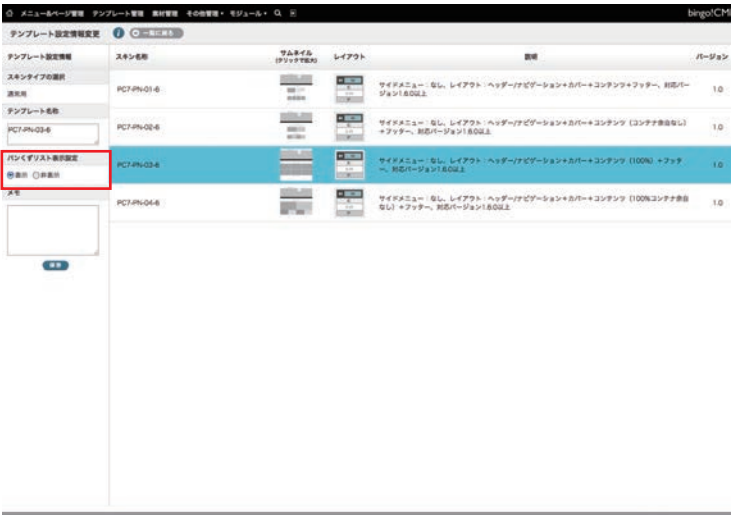 メニュー&ページ管理 テンプレート管理 素材管理 その他管理 モジュール
bingo!CM
テンプレート設定情報変更
一覧に戻る
テンプレート設定情報
スキンタイプの選択
通常用
テンプレート名称
PC7-PN-03-6
パンくずリスト表示設定
表示 非表示
メモ
変更
スキン名称 サムネイル レイアウト 説明 バージョン
(クリックで拡大)
PC7-PN-01-6 サイドメニュー:なし、レイアウト:ヘッダー/ナビゲーション+カバー+コンテンツ+フッター、対応バー 1.0
ジョン1.6.0以上
PC7-PN-02-6 サイドメニュー:なし、レイアウト:ヘッダー/ナビゲーション+カバー+コンテンツ(コンテナ余白なし) 1.0
+フッター、対応バージョン1.6.0以上
PC7-PN-03-6 サイドメニュー:なし、レイアウト:ヘッダー/ナビゲーション+カバー+コンテンツ(100%)+フッタ 1.0
ー、対応バージョン1.6.0以上
PC7-PN-04-6 サイドメニュー:なし、レイアウト:ヘッダー/ナビゲーション+カバー+コンテンツ(100%コンテナ余白 1.0
なし)+フッター、対応バージョン1.6.0以上